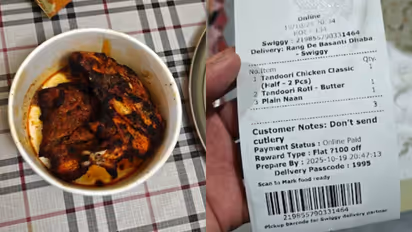 Online
Swiggy : 219855790331464
Delivery: Rang De Basanti Dhaba
- Swiggy
No.Item Qty.
1 Tandoori Chicken Classic 1
(Half - 2 Pcs)
2 Tandoori Roti - Butter 1
3 Plain Naan 1
3
Customer Notes: Don't send
cutlery
Payment Status : Online Paid
Reward Type : Flat ?100 off
Prepare By : 2025-10-19 20:47:13
Delivery Passcode : 1995
Scan to Mark food ready
219855790331464
Pickup barcode for Swiggy delivery partner